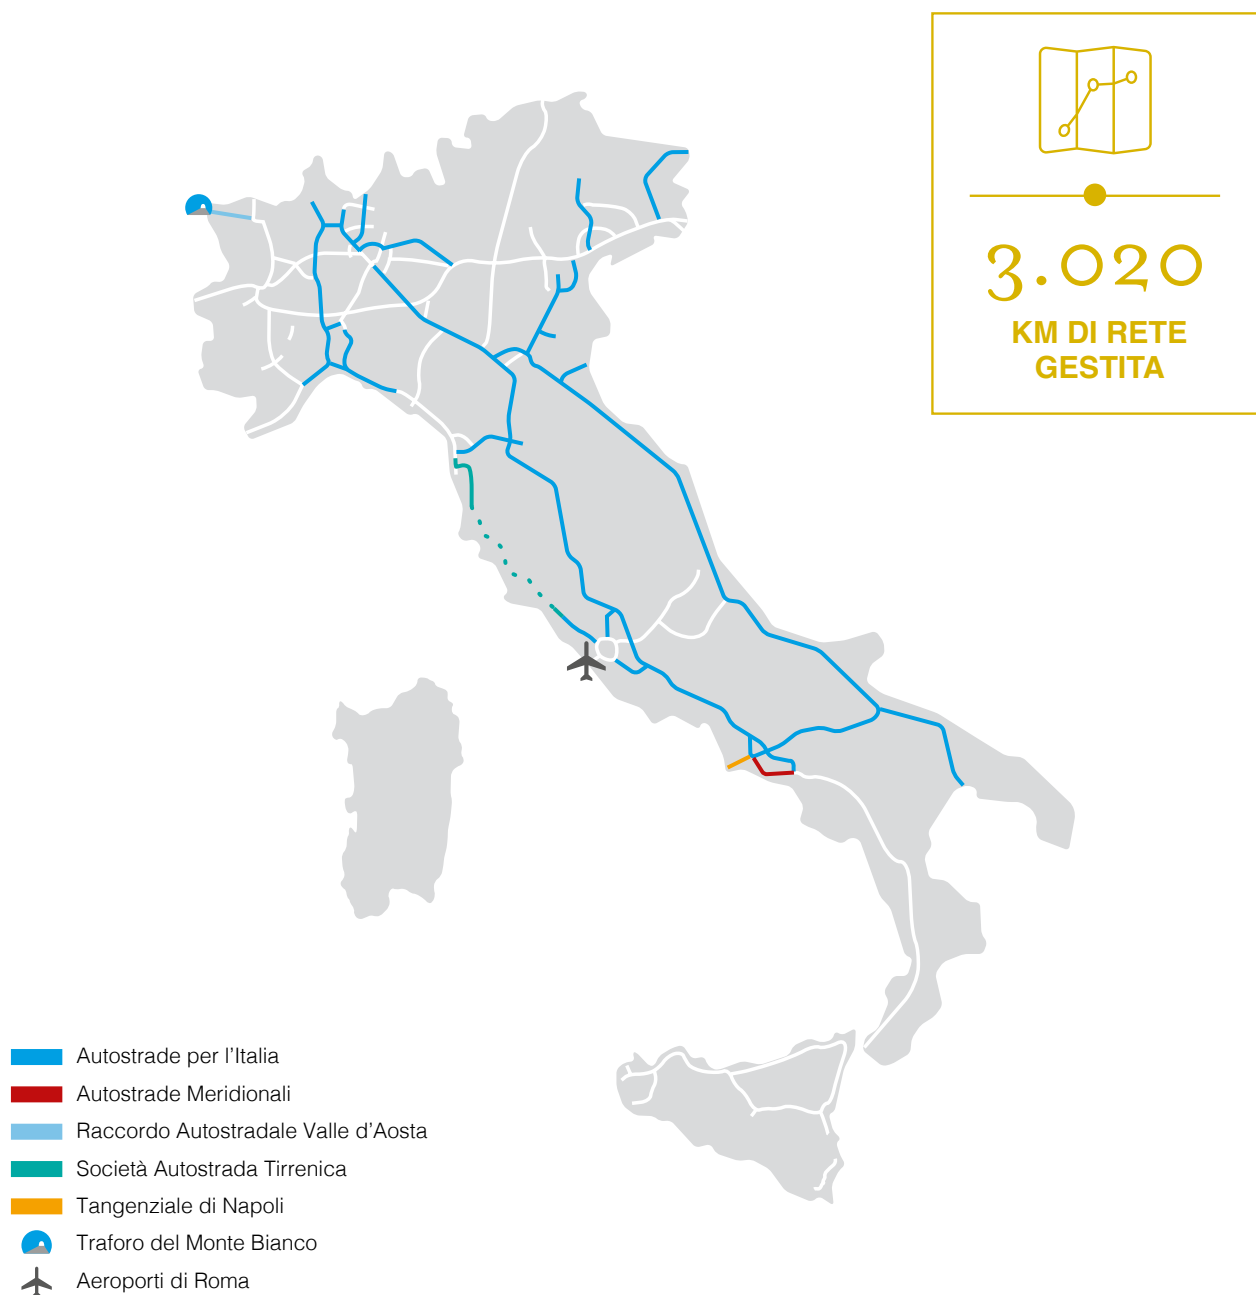 3.020
KM DI RETE
GESTITA
Autostrade per l'Italia
Autostrade Meridionali
Raccordo Autostradale Valle d'Aosta
Società Autostrada Tirrenica
Tangenziale di Napoli
Traforo del Monte Bianco
Aeroporti di Roma